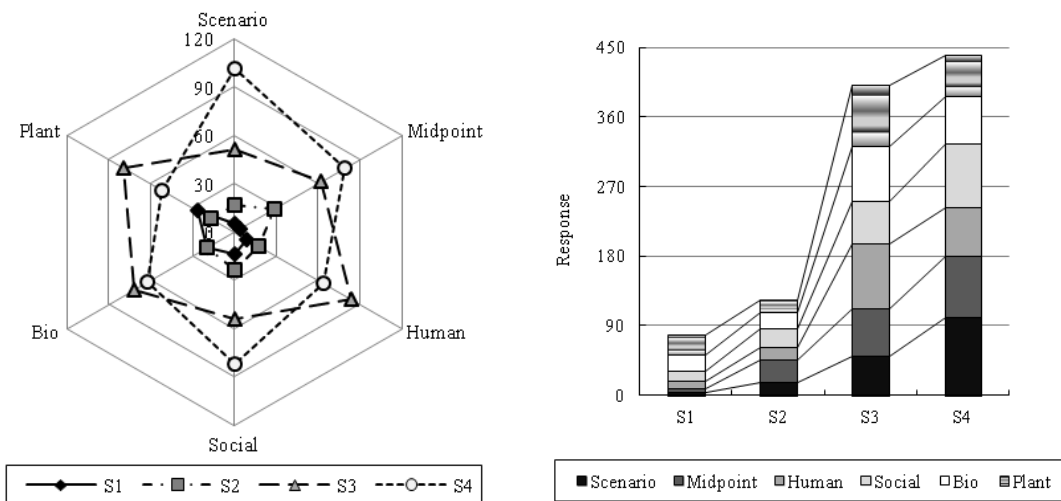 Scenario
120
90
60
30
0
Plant
Midpoint
Bio
Human
Social
S1 S2 S3 S4
450
360
270
180
90
0
Response
S1 S2 S3 S4
Scenario Midpoint Human Social Bio Plant